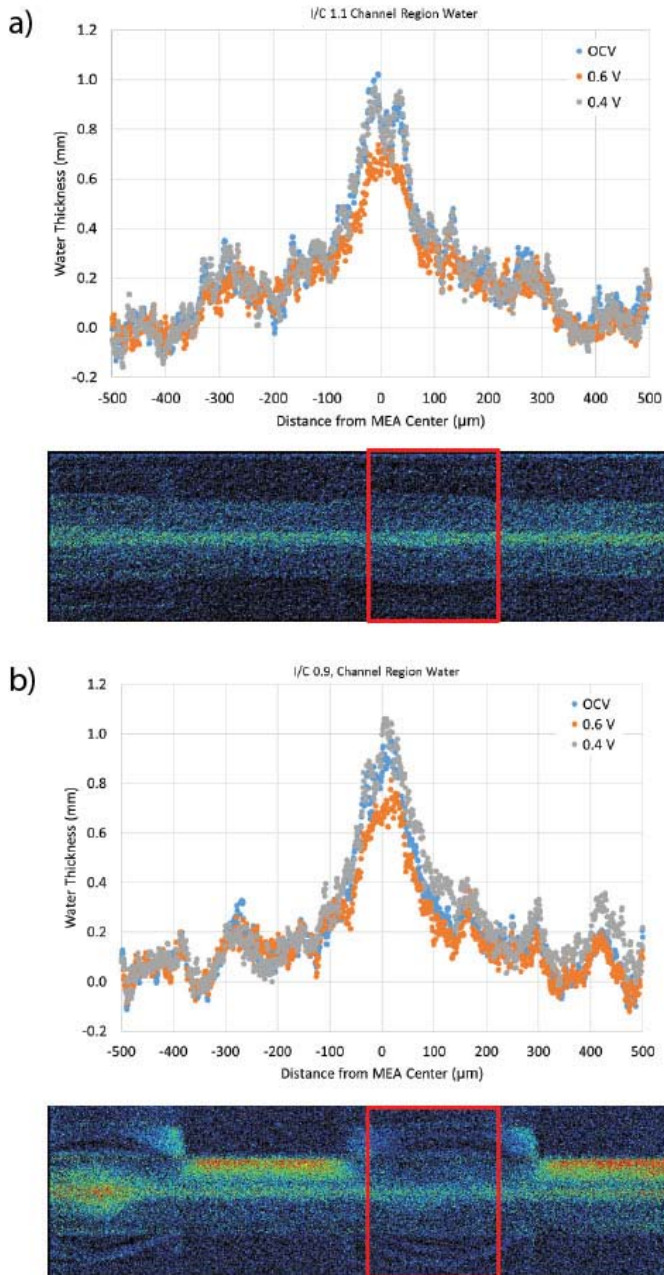 a)
I/C 1.1 Channel Region Water
Water Thickness (mm)
1.2
1.0
0.8
0.6
0.4
0.2
0.0
-0.2
OCV
0.6 V
0.4 V
-500 -400 -300 -200 -100 0 100 200 300 400 500
Distance from MEA Center (μm)
b)
I/C 0.9, Channel Region Water
Water Thickness (mm)
1.2
1.0
0.8
0.6
0.4
0.2
0.0
-0.2
OCV
0.6 V
0.4 V
-500 -400 -300 -200 -100 0 100 200 300 400 500
Distance from MEA Center (μm)